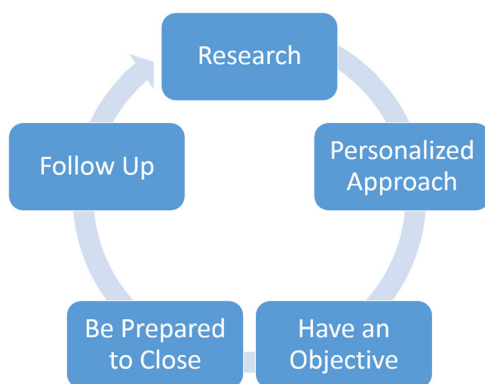 Research
Personalized
Approach
Have an
Objective
Be Prepared
to Close
Follow Up